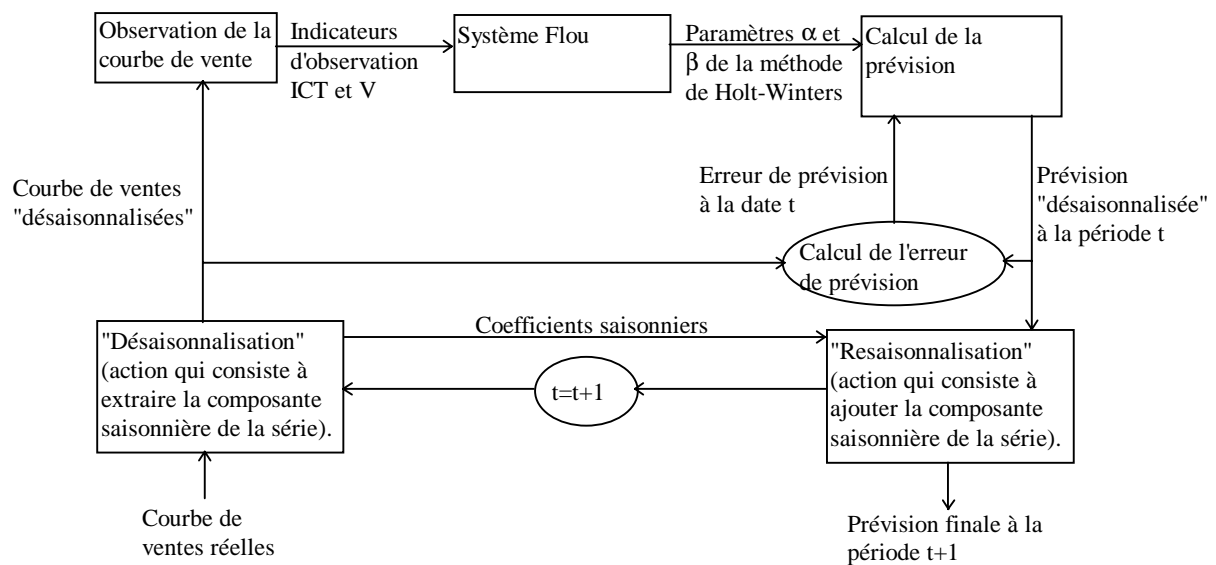 Observation de la
courbe de vente
Indicateurs
d'observation
ICT et V
Système Flou
Paramètres α et
β de la méthode
de Holt-Winters
Calcul de la
prévision
Courbe de ventes
"désaisonnalisées"
Erreur de prévision
à la date t
Prévision
"désaisonnalisée"
à la période t
Calcul de l'erreur
de prévision
"Désaisonnalisation"
(action qui consiste à
extraire la composante
saisonnière de la série).
Coefficients saisonniers
t=t+1
"Resaisonnalisation"
(action qui consiste à
ajouter la composante
saisonnière de la série).
Courbe de
ventes réelles
Prévision finale à la
période t+1